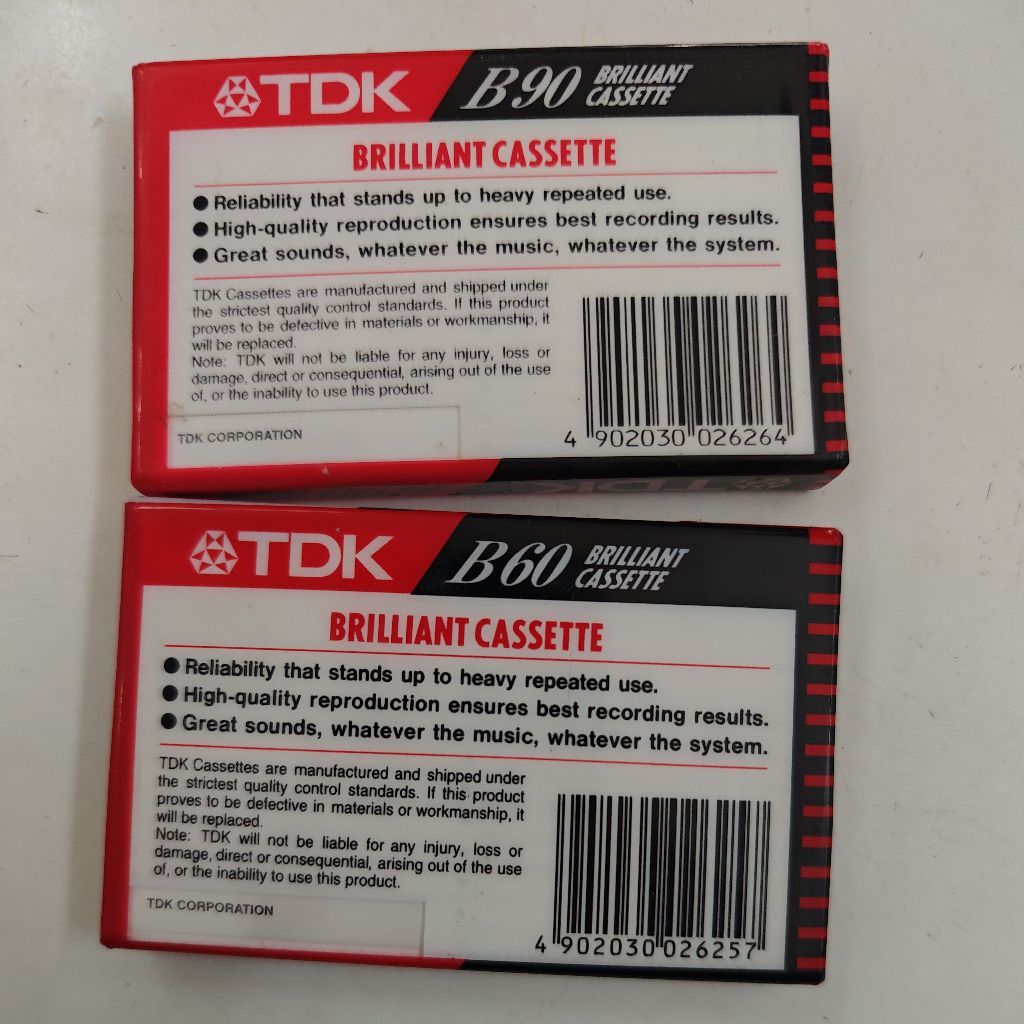 TDK B90 BRILLIANT
CASSETTE
BRILLIANT CASSETTE
● Reliability that stands up to heavy repeated use.
● High-quality reproduction ensures best recording results.
● Great sounds, whatever the music, whatever the system.
TDK Cassettes are manufactured and shipped under
the strictest quality control standards. If this product
proves to be defective in materials or workmanship, it
will be replaced.
Note: TDK will not be liable for any injury, loss or
damage, direct or consequential, arising out of the use
of, or the inability to use this product.
TDK CORPORATION
4 902030 026264
TDK
TDK B60 BRILLIANT
CASSETTE
BRILLIANT CASSETTE
● Reliability that stands up to heavy repeated use.
● High-quality reproduction ensures best recording results.
● Great sounds, whatever the music, whatever the system.
TDK Cassettes are manufactured and shipped under
the strictest quality control standards. If this product
proves to be defective in materials or workmanship, it
will be replaced.
Note: TDK will not be liable for any injury, loss or
damage, direct or consequential, arising out of the use
of, or the inability to use this product.
TDK CORPORATION
4 902030 026257